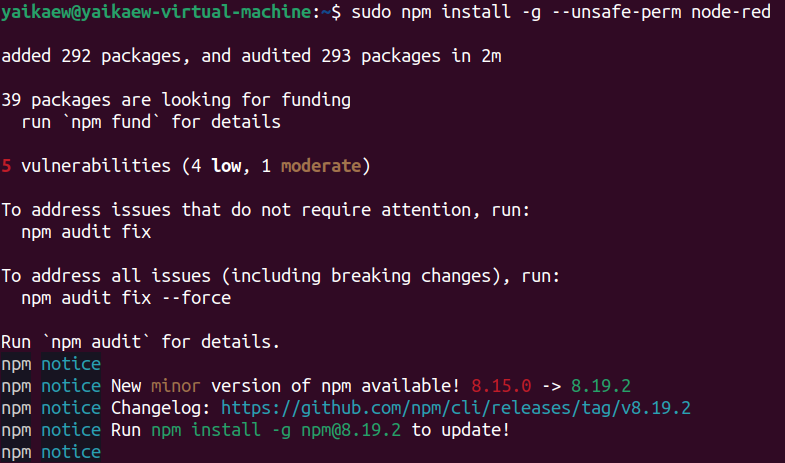 yaikaew@yaikaew-virtual-machine:~$ sudo npm install -g --unsafe-perm node-red
added 292 packages, and audited 293 packages in 2m
39 packages are looking for funding
run `npm fund` for details
5 vulnerabilities (4 low, 1 moderate)
To address issues that do not require attention, run:
npm audit fix
To address all issues (including breaking changes), run:
npm audit fix --force
Run `npm audit` for details.
npm notice
npm notice New minor version of npm available! 8.15.0 -> 8.19.2
npm notice Changelog: https://github.com/npm/cli/releases/tag/v8.19.2
npm notice Run npm install -g npm@8.19.2 to update!
npm notice